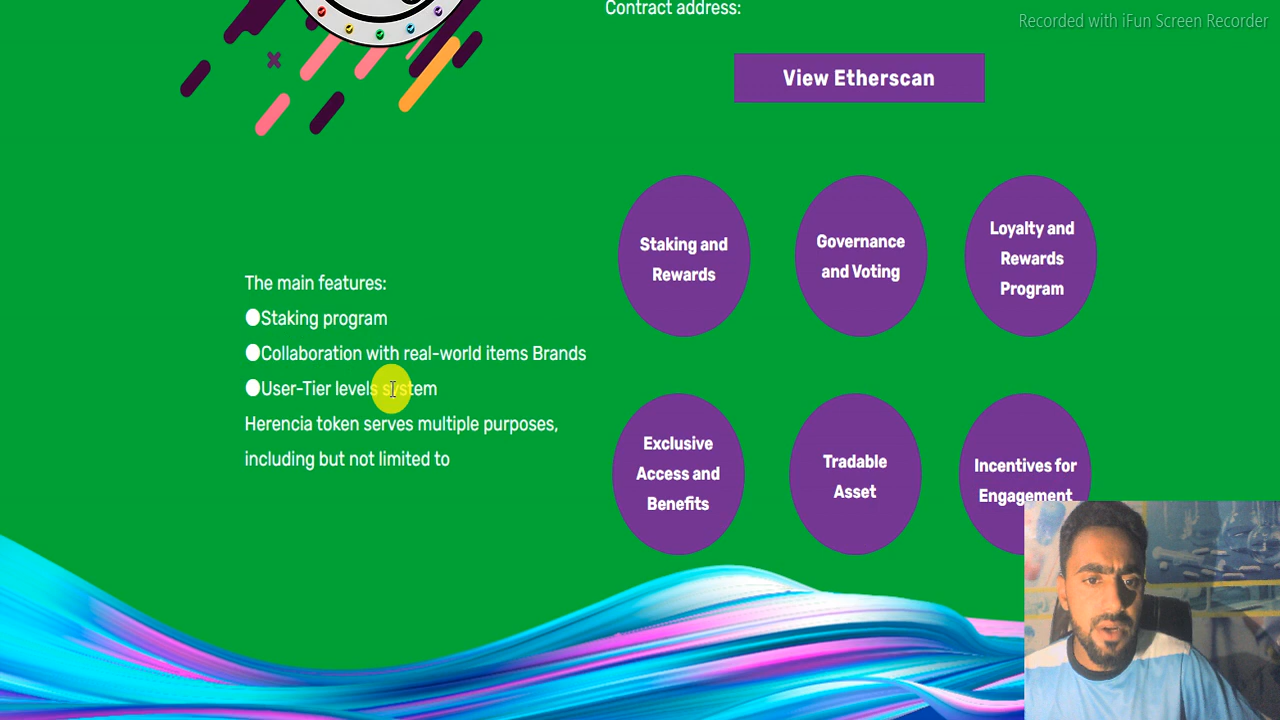 Contract address:
Recorded with iFun Screen Recorder
View Etherscan
Staking and
Rewards
Governance
and Voting
Loyalty and
Rewards
Program
The main features:
●Staking program
●Collaboration with real-world items Brands
●User-Tier levels system
Herencia token serves multiple purposes,
including but not limited to
Exclusive
Access and
Benefits
Tradable
Asset
Incentives for
Engagement